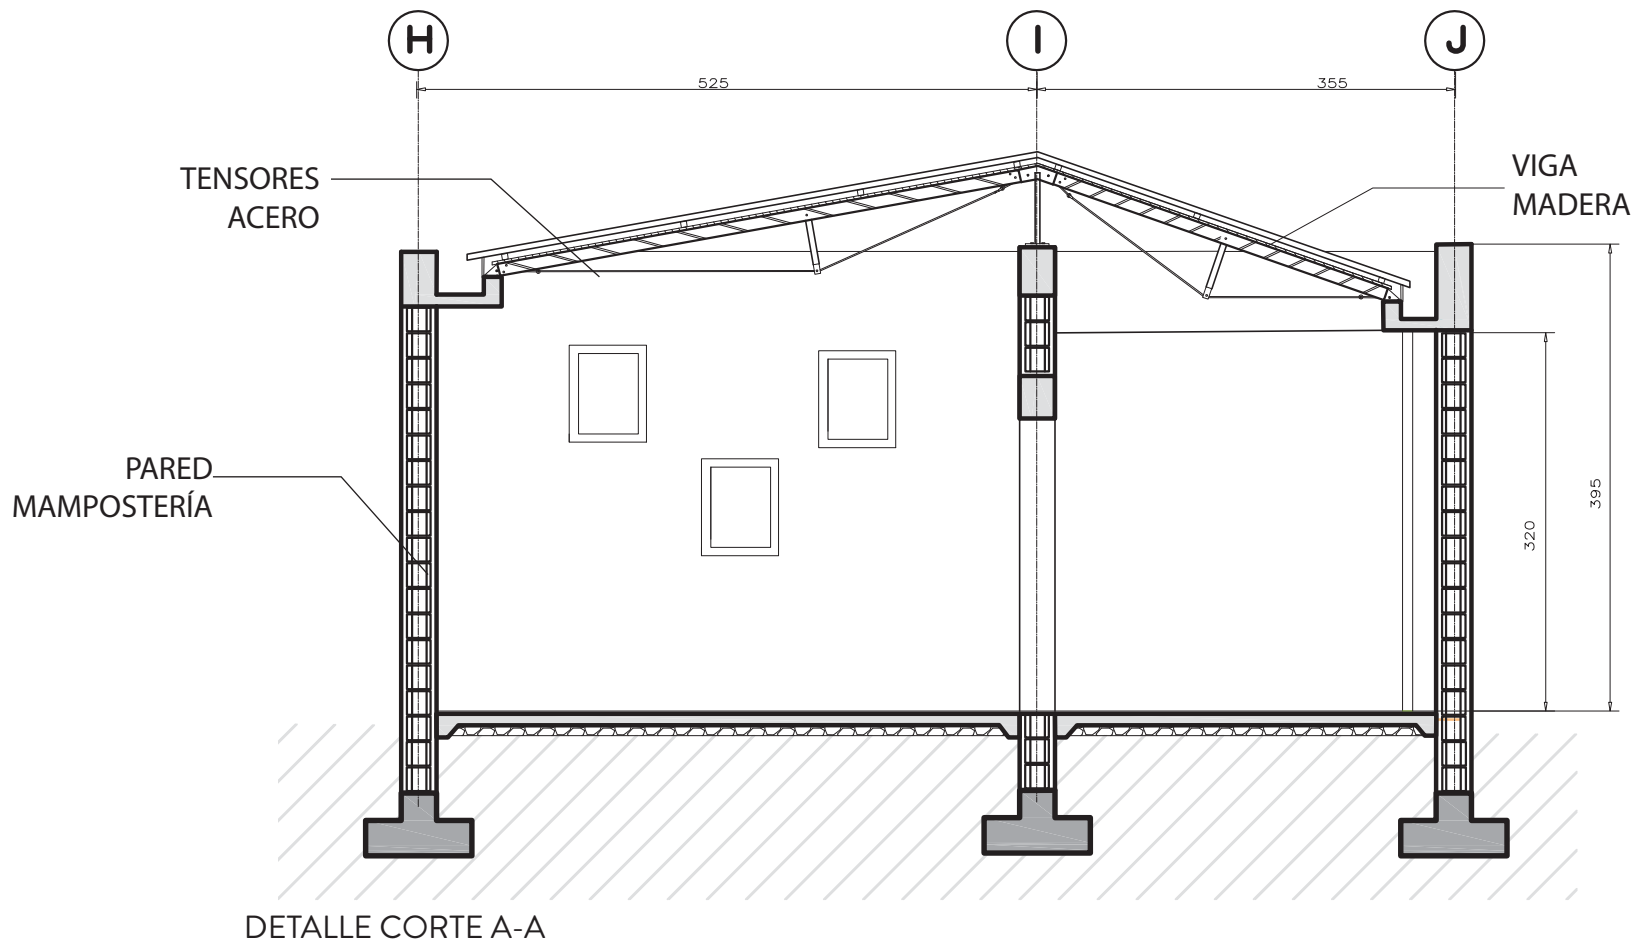 H
I
J
525
355
TENSORES
ACERO
VIGA
MADERA
PARED
MAMPOSTERÍA
395
320
DETALLE CORTE A-A